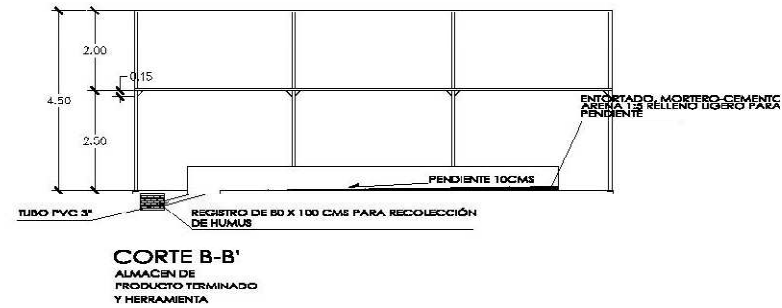 2.00
0.15
4.50
2.50
ENTORTADO, MORTERO-CEMENTO
ARENA 1:5 RELLENO LIGERO PARA
PENDIENTE
PENDIENTE 10CMS
TUBO PVC 3"
REGISTRO DE 80 X 100 CMS PARA RECOLECCIÓN
DE HUMUS
CORTE B-B'
ALMACEN DE
PRODUCTO TERMINADO
Y HERRAMIENTA